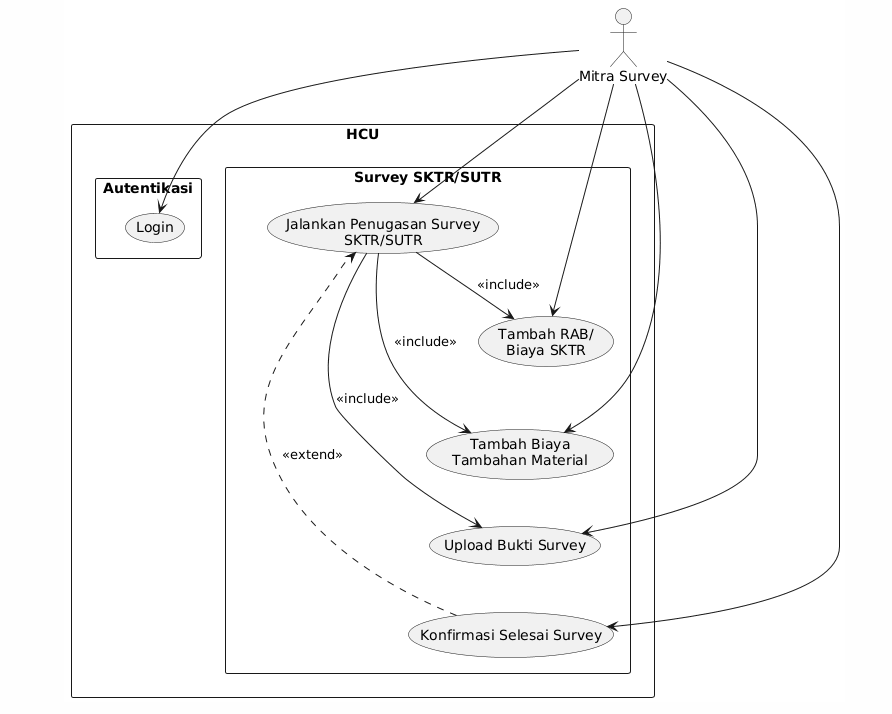 Mitra Survey
HCU
Autentikasi
Survey SKTR/SUTR
Login
Jalankan Penugasan Survey
SKTR/SUTR
«include»
Tambah RAB/
Biaya SKTR
«include»
«include»
Tambah Biaya
Tambahan Material
«extend»
Upload Bukti Survey
Konfirmasi Selesai Survey